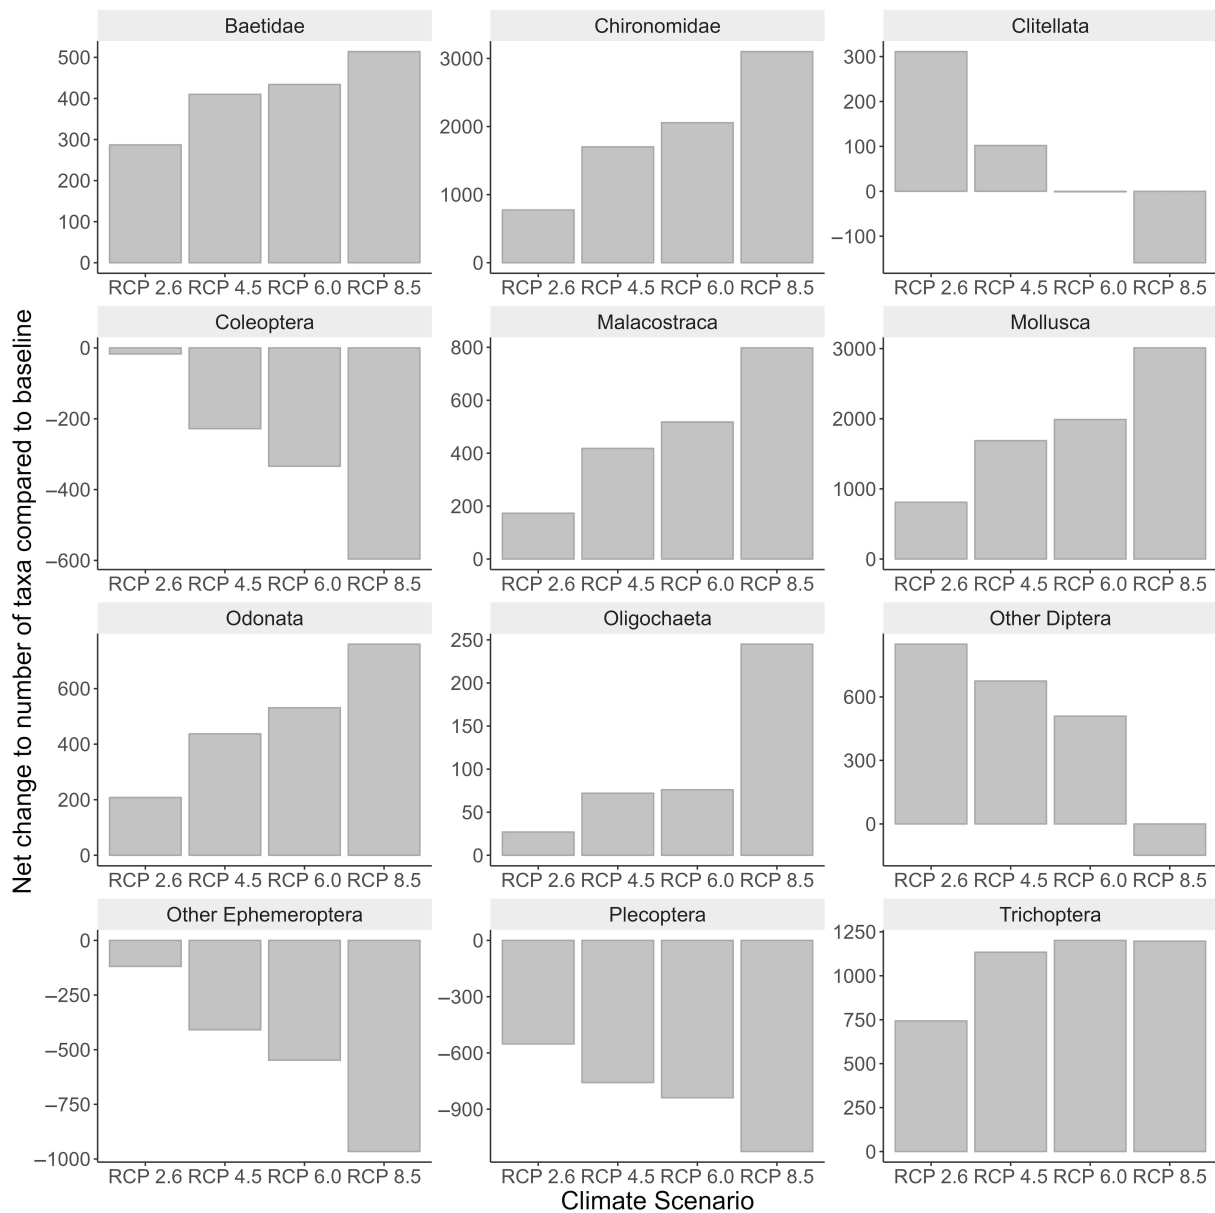 Baetidae
Chironomidae
Clitellata
500
400
300
200
100
0
3000
2000
1000
0
300
200
100
0
−100
RCP 2.6 RCP 4.5 RCP 6.0 RCP 8.5
RCP 2.6 RCP 4.5 RCP 6.0 RCP 8.5
RCP 2.6 RCP 4.5 RCP 6.0 RCP 8.5
Coleoptera
Malacostraca
Mollusca
0
−200
−400
−600
800
600
400
200
0
3000
2000
1000
0
RCP 2.6 RCP 4.5 RCP 6.0 RCP 8.5
RCP 2.6 RCP 4.5 RCP 6.0 RCP 8.5
RCP 2.6 RCP 4.5 RCP 6.0 RCP 8.5
Net change to number of taxa compared to baseline
Odonata
Oligochaeta
Other Diptera
600
400
200
0
250
200
150
100
50
0
600
300
0
RCP 2.6 RCP 4.5 RCP 6.0 RCP 8.5
RCP 2.6 RCP 4.5 RCP 6.0 RCP 8.5
RCP 2.6 RCP 4.5 RCP 6.0 RCP 8.5
Other Ephemeroptera
Plecoptera
Trichoptera
0
−250
−500
−750
−1000
0
−300
−600
−900
1250
1000
750
500
250
0
RCP 2.6 RCP 4.5 RCP 6.0 RCP 8.5
RCP 2.6 RCP 4.5 RCP 6.0 RCP 8.5
RCP 2.6 RCP 4.5 RCP 6.0 RCP 8.5
Climate Scenario